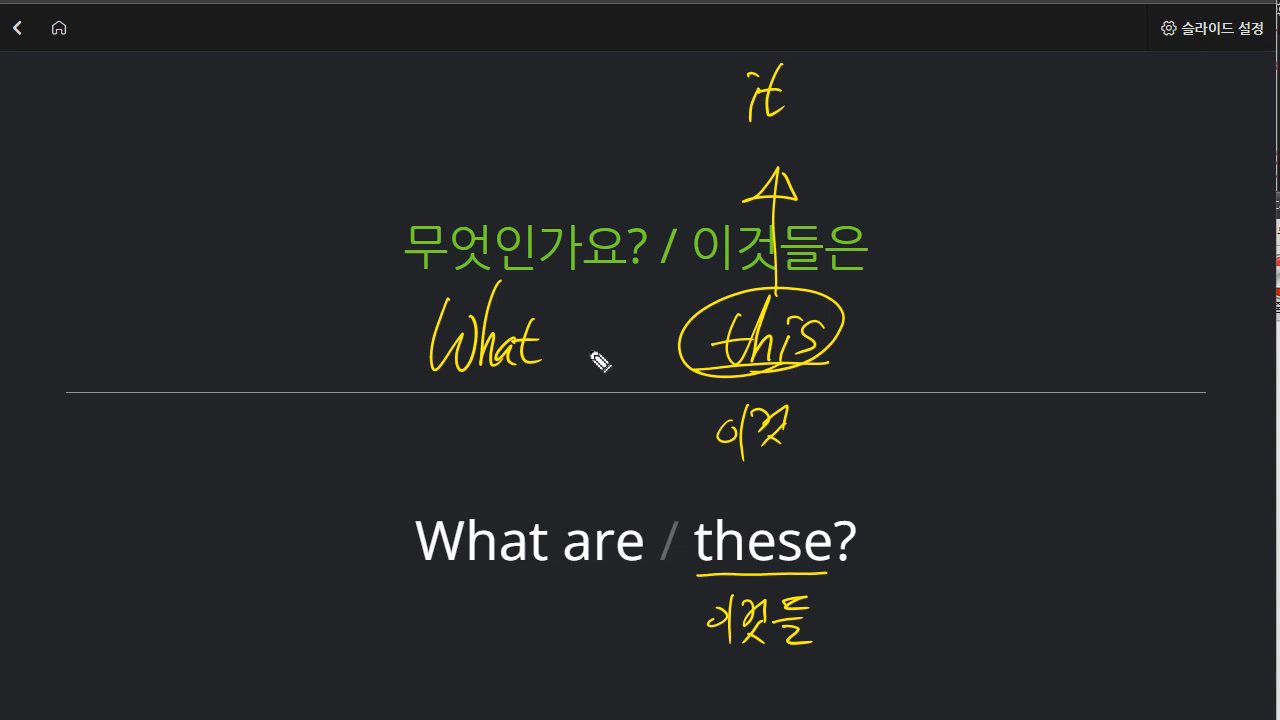 슬라이드 설정
it
무엇인가요? / 이것들은
What this
이것
What are / these?
이것들